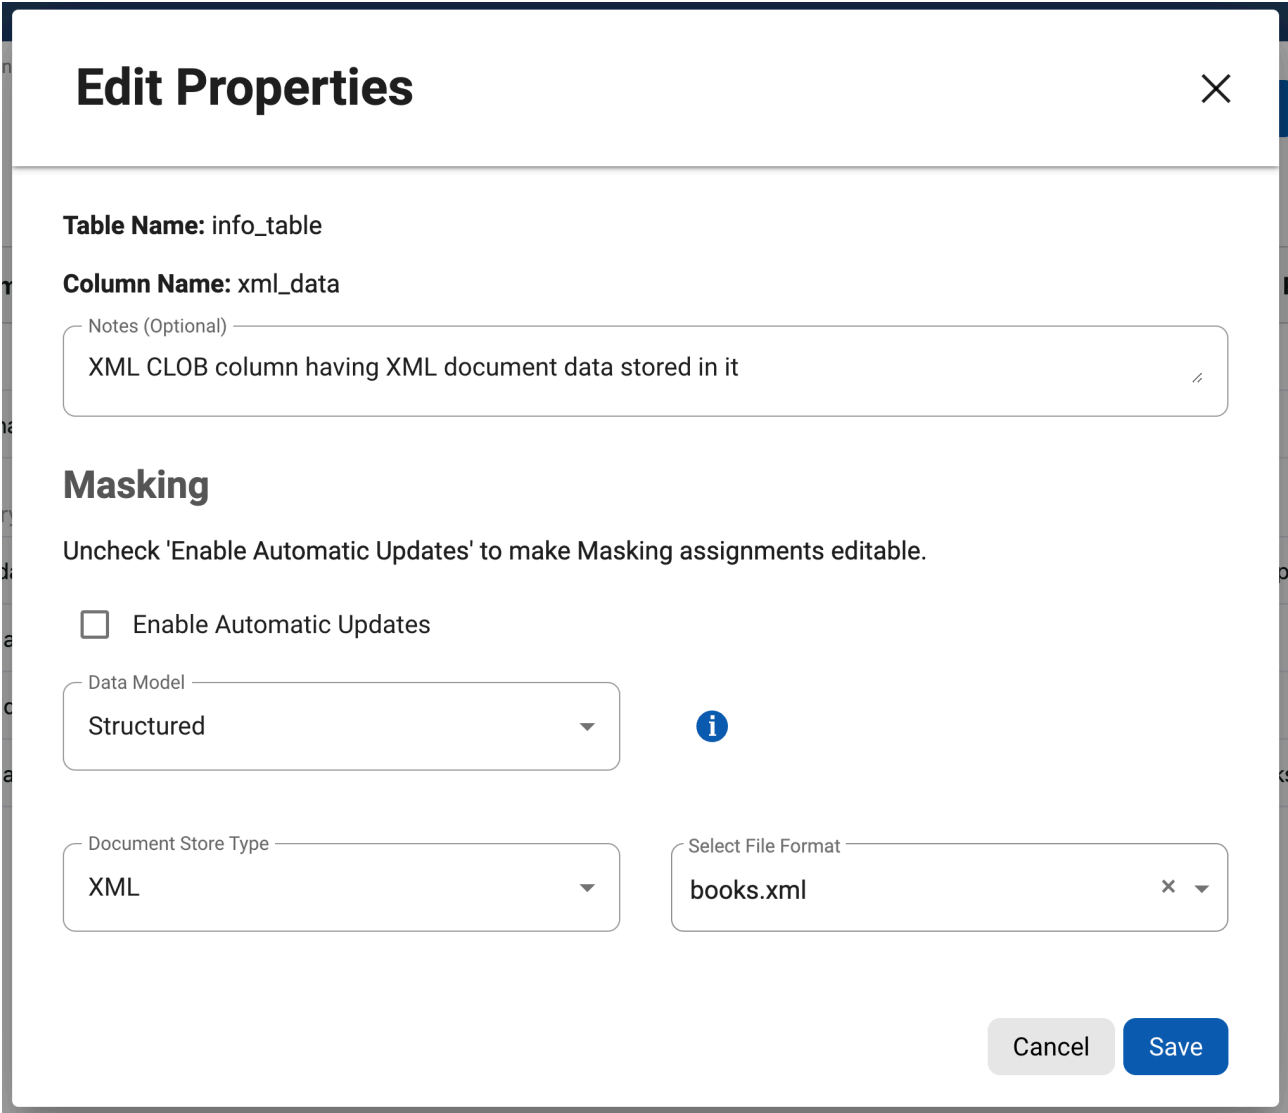 Edit Properties
Table Name: info_table
Column Name: xml_data
Notes (Optional)
XML CLOB column having XML document data stored in it
Masking
Uncheck 'Enable Automatic Updates' to make Masking assignments editable.
Enable Automatic Updates
Data Model
Structured
Document Store Type
XML
Select File Format
books.xml
Cancel
Save